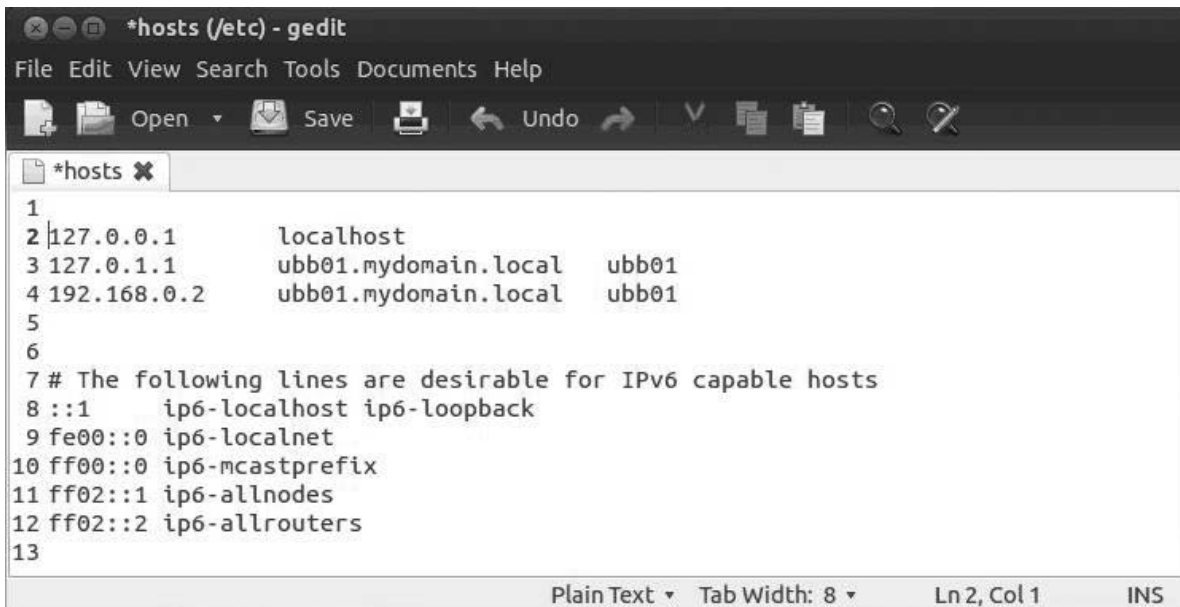 *hosts (/etc) - gedit
File Edit View Search Tools Documents Help
Open Save Undo
*hosts
1
2 127.0.0.1 localhost
3 127.0.1.1 ubb01.mydomain.local ubb01
4 192.168.0.2 ubb01.mydomain.local ubb01
5
6
7 # The following lines are desirable for IPv6 capable hosts
8 ::1 ip6-localhost ip6-loopback
9 fe00::0 ip6-localnet
10 ff00::0 ip6-mcastprefix
11 ff02::1 ip6-allnodes
12 ff02::2 ip6-allrouters
13
Plain Text Tab Width: 8 Ln 2, Col 1 INS